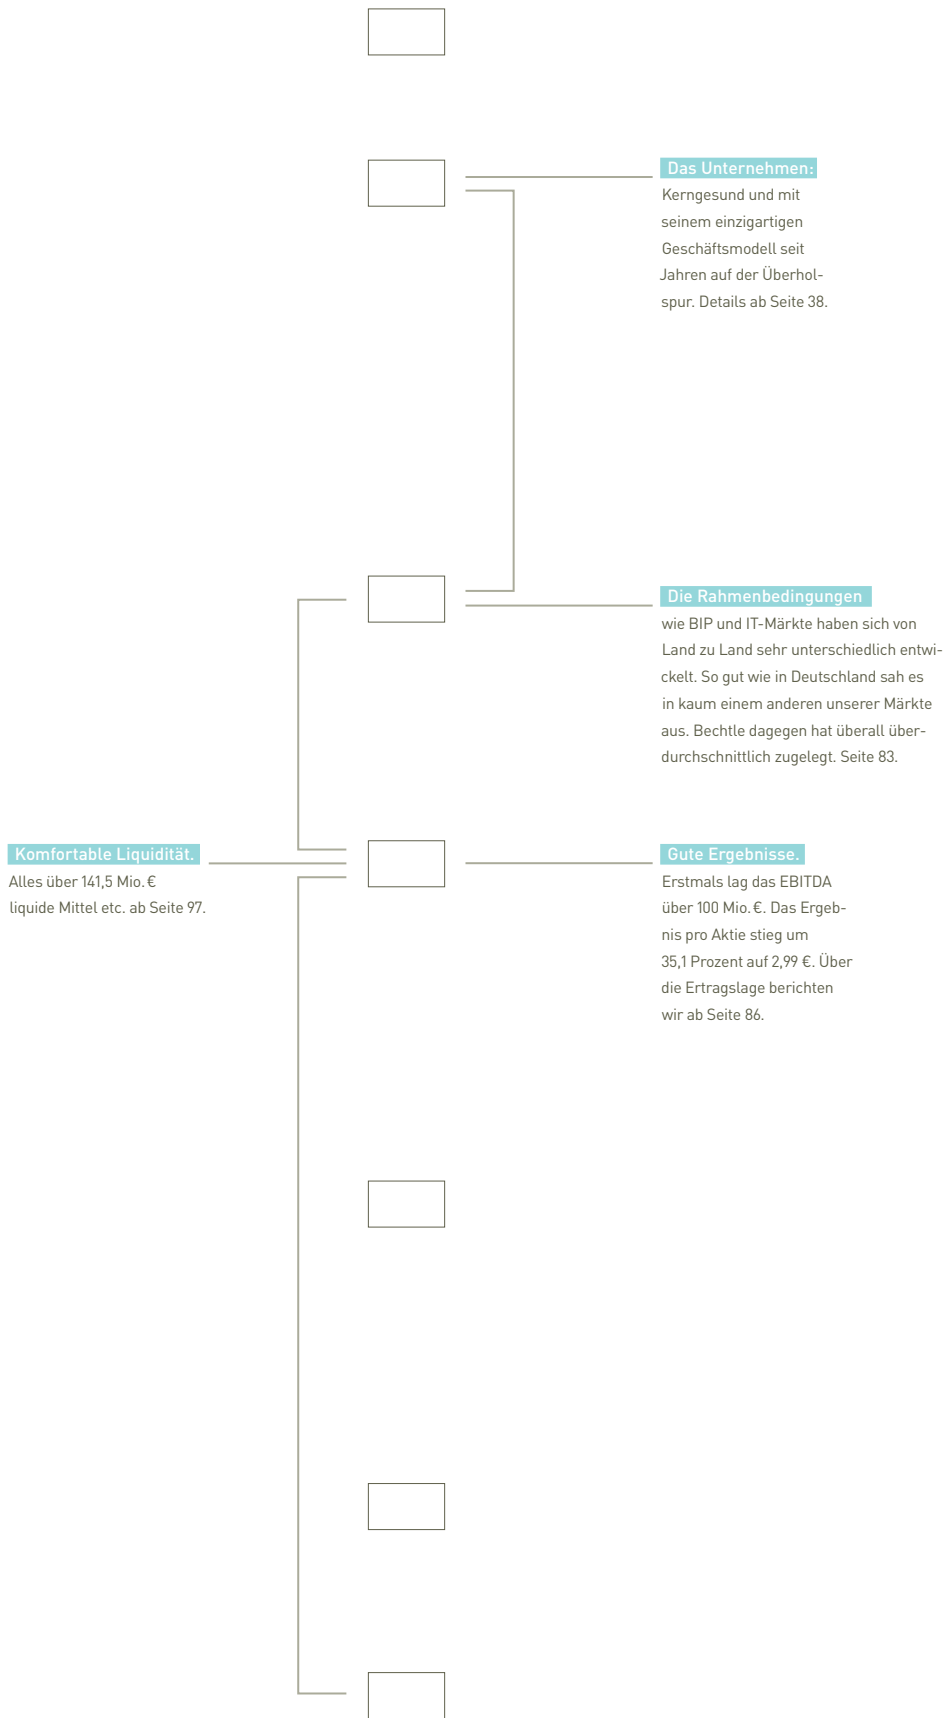 Das Unternehmen:
Kerngesund und mit
seinem einzigartigen
Geschäftsmodell seit
Jahren auf der Überhol-
spur. Details ab Seite 38.
Die Rahmenbedingungen
wie BIP und IT-Märkte haben sich von
Land zu Land sehr unterschiedlich entwi-
ckelt. So gut wie in Deutschland sah es
in kaum einem anderen unserer Märkte
aus. Bechtle dagegen hat überall über-
durchschnittlich zugelegt. Seite 83.
Komfortable Liquidität.
Alles über 141,5 Mio. €
liquide Mittel etc. ab Seite 97.
Gute Ergebnisse.
Erstmals lag das EBITDA
über 100 Mio. €. Das Ergeb-
nis pro Aktie stieg um
35,1 Prozent auf 2,99 €. Über
die Ertragslage berichten
wir ab Seite 86.